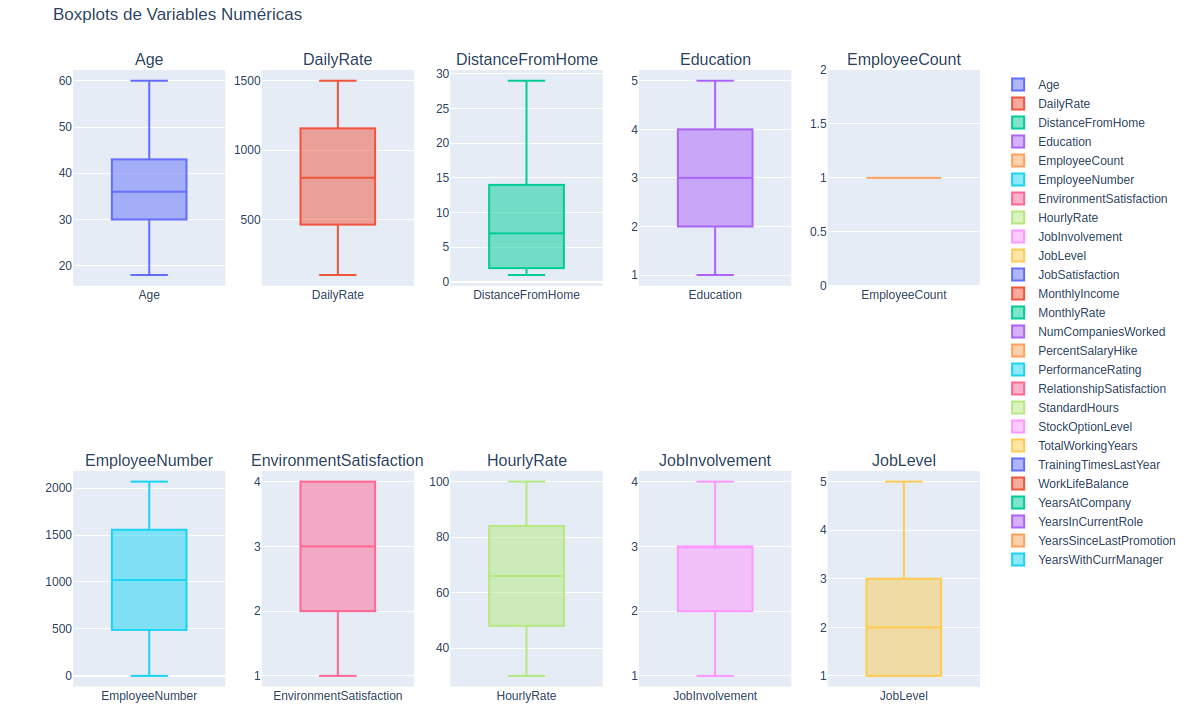 Boxplots de Variables Numéricas
Age
DailyRate
DistanceFromHome
Education
EmployeeCount
60
50
40
30
20
Age
1500
1000
500
DailyRate
30
25
20
15
10
5
0
DistanceFromHome
5
4
3
2
1
Education
2
1.5
1
0.5
0
EmployeeCount
EmployeeNumber
EnvironmentSatisfaction
HourlyRate
JobInvolvement
JobLevel
2000
1500
1000
500
0
EmployeeNumber
4
3
2
1
EnvironmentSatisfaction
100
80
60
40
HourlyRate
4
3
2
1
JobInvolvement
5
4
3
2
1
JobLevel
Age
DailyRate
DistanceFromHome
Education
EmployeeCount
EmployeeNumber
EnvironmentSatisfaction
HourlyRate
JobInvolvement
JobLevel
JobSatisfaction
MonthlyIncome
MonthlyRate
NumCompaniesWorked
PercentSalaryHike
PerformanceRating
RelationshipSatisfaction
StandardHours
StockOptionLevel
TotalWorkingYears
TrainingTimesLastYear
WorkLifeBalance
YearsAtCompany
YearsInCurrentRole
YearsSinceLastPromotion
YearsWithCurrManager